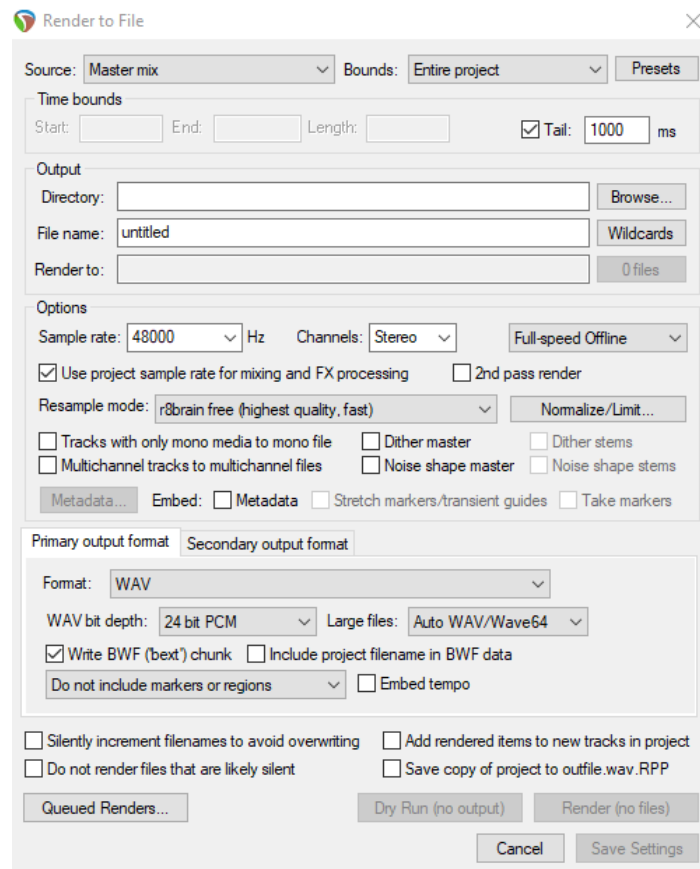 Render to File
Source: Master mix Bounds: Entire project Presets
Time bounds
Start: End: Length: Tail: 1000 ms
Output
Directory: Browse...
File name: untitled Wildcards
Render to: 0 files
Options
Sample rate: 48000 Hz Channels: Stereo Full-speed Offline
Use project sample rate for mixing and FX processing 2nd pass render
Resample mode: r8brain free (highest quality, fast) Normalize/Limit...
Tracks with only mono media to mono file Dither master Dither stems
Multichannel tracks to multichannel files Noise shape master Noise shape stems
Metadata... Embed: Metadata Stretch markers/transient guides Take markers
Primary output format Secondary output format
Format: WAV
WAV bit depth: 24 bit PCM Large files: Auto WAV/Wave64
Write BWF ('bext') chunk Include project filename in BWF data
Do not include markers or regions Embed tempo
Silently increment filenames to avoid overwriting Add rendered items to new tracks in project
Do not render files that are likely silent Save copy of project to outfile.wav.RPP
Queued Renders... Dry Run (no output) Render (no files)
Cancel Save Settings